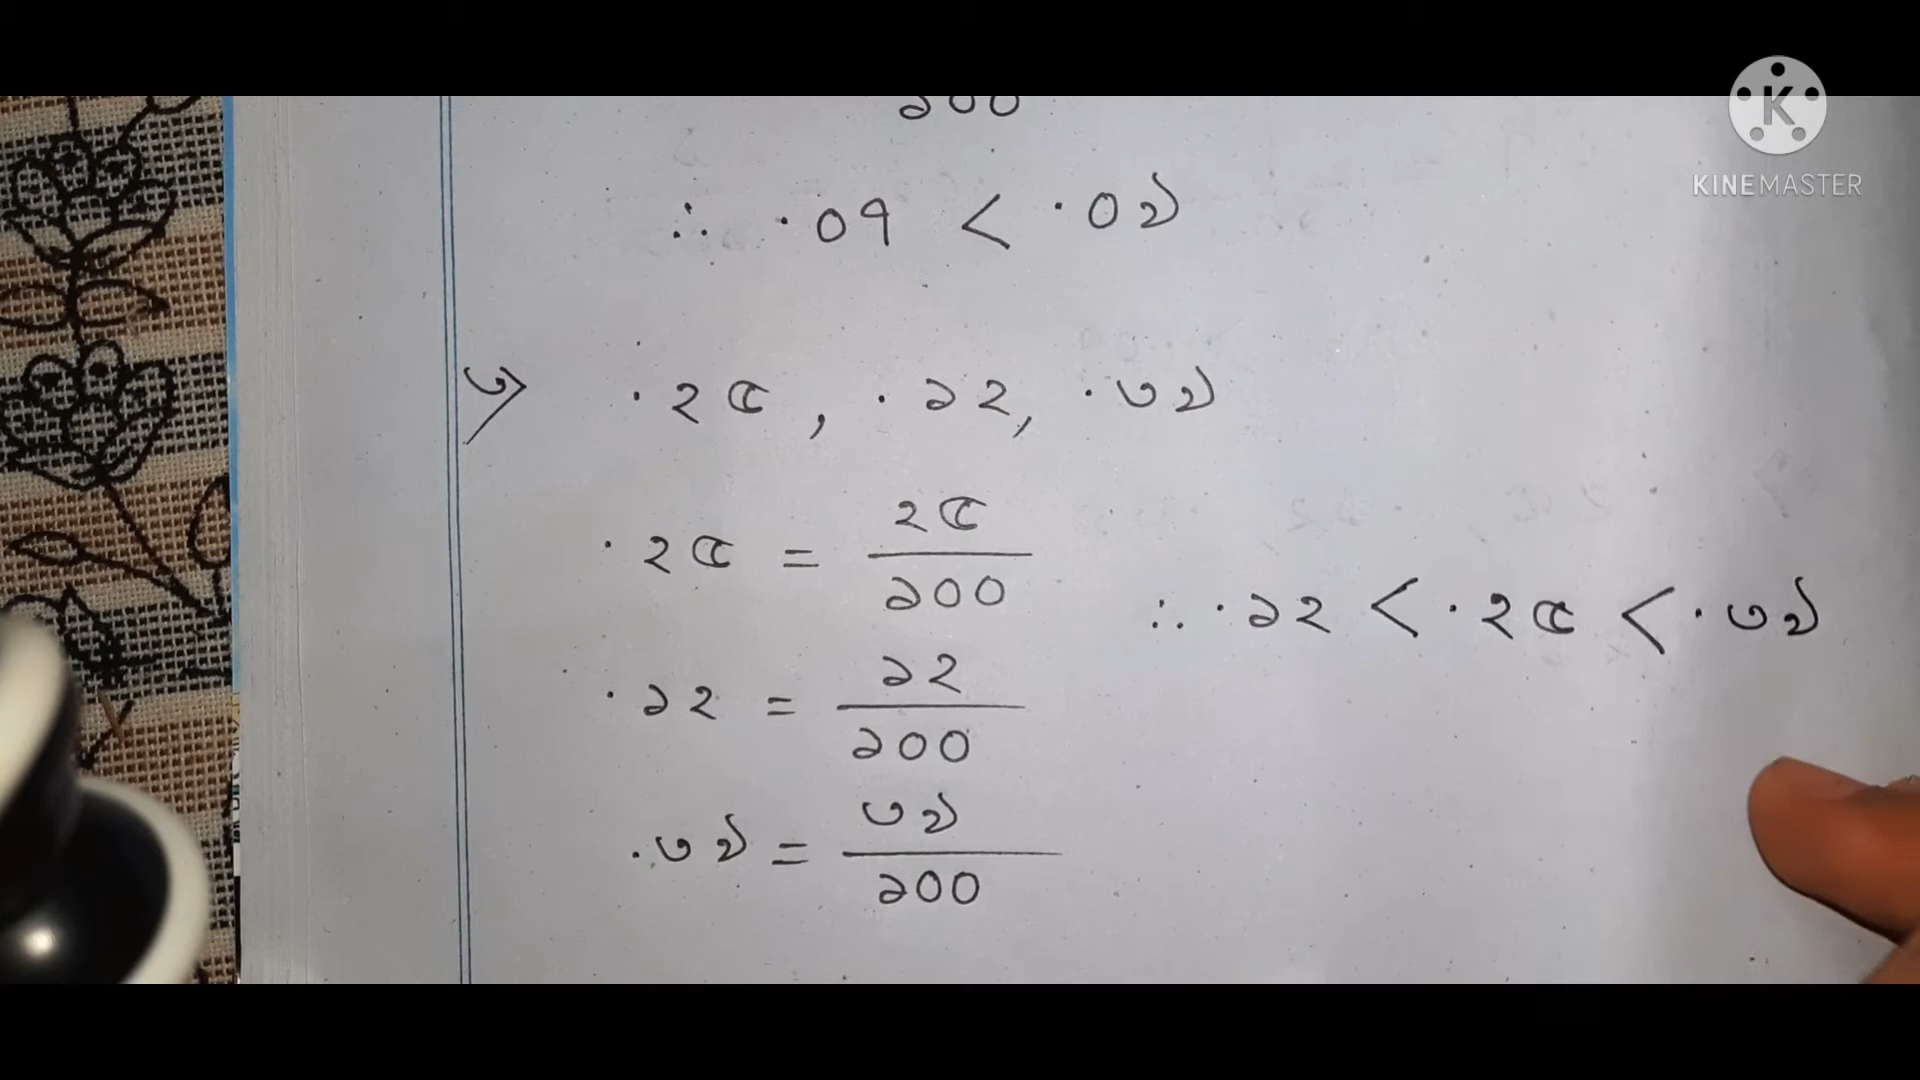 ১০০
∴ .০৭ < .০৯
৩> .২৫, .১২, .৩৯
.২৫ = ২৫/১০০
∴ .১২ < .২৫ < .৩৯
.১২ = ১২/১০০
.৩৯ = ৩৯/১০০
K
KINEMASTER